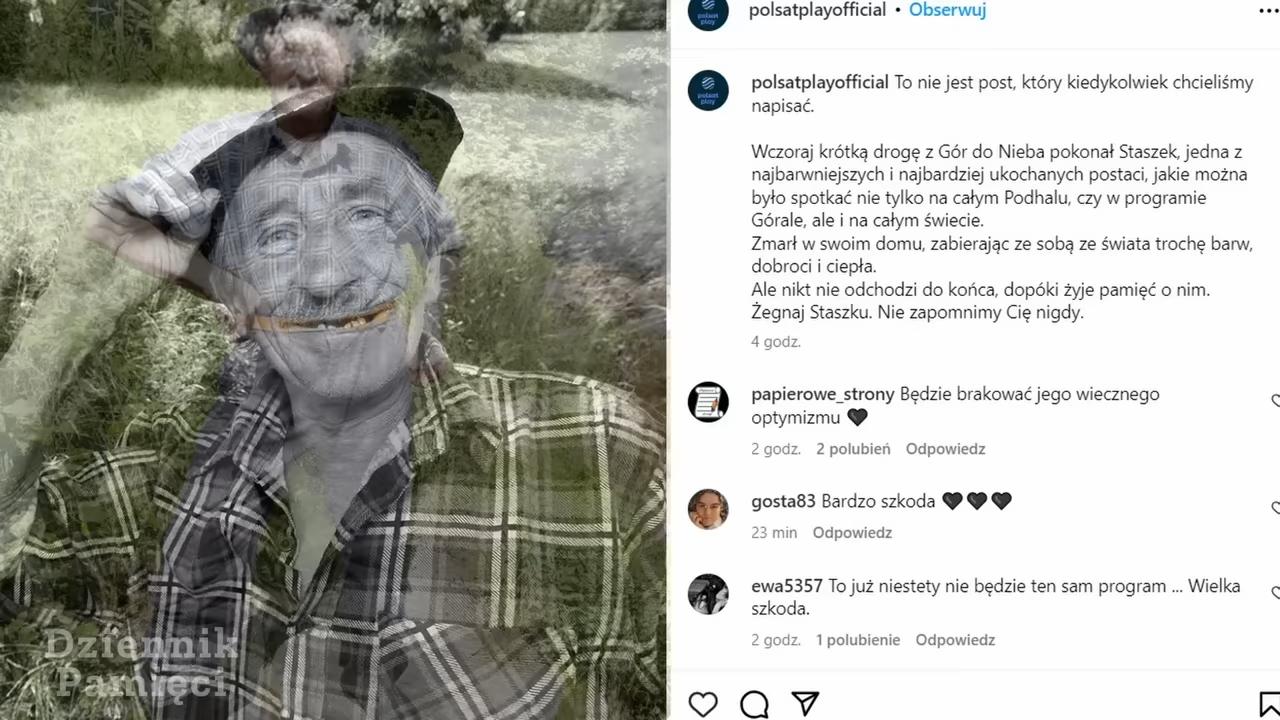 polsatplayofficial • Obserwuj
polsatplayofficial To nie jest post, który kiedykolwiek chcieliśmy
napisać.
Wczoraj krótką drogę z Gór do Nieba pokonał Staszek, jedna z
najbarwniejszych i najbardziej ukochanych postaci, jakie można
było spotkać nie tylko na całym Podhalu, czy w programie
Górale, ale i na całym świecie.
Zmarł w swoim domu, zabierając ze sobą ze świata trochę barw,
dobroci i ciepła.
Ale nikt nie odchodzi do końca, dopóki żyje pamięć o nim.
Żegnaj Staszku. Nie zapomnimy Cię nigdy.
4 godz.
papierowe_strony Będzie brakować jego wiecznego
optymizmu 🖤
2 godz. 2 polubień Odpowiedz
gosta83 Bardzo szkoda 🖤🖤🖤
23 min Odpowiedz
ewa5357 To już niestety nie będzie ten sam program ... Wielka
szkoda.
2 godz. 1 polubienie Odpowiedz
Dziennik
Pamięci
polsat
play
polsat
play